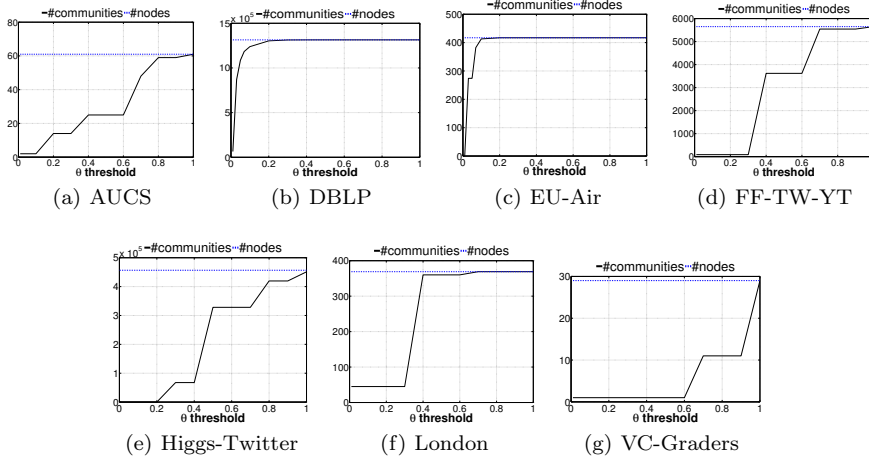 #communities #nodes
80
60
40
20
0
0 0.2 0.4 0.6 0.8 1
θ threshold
(a) AUCS
x 10^5
#communities #nodes
1.5
1
0.5
0
0 0.2 0.4 0.6 0.8 1
θ threshold
(b) DBLP
#communities #nodes
500
400
300
200
100
0
0 0.2 0.4 0.6 0.8 1
θ threshold
(c) EU-Air
#communities #nodes
6000
5000
4000
3000
2000
1000
0
0 0.2 0.4 0.6 0.8
θ threshold
(d) FF-TW-YT
#communities #nodes
x 10^5
5
4
3
2
1
0
0 0.2 0.4 0.6 0.8 1
θ threshold
(e) Higgs-Twitter
#communities #nodes
400
300
200
100
0
0 0.2 0.4 0.6 0.8 1
θ threshold
(f) London
#communities #nodes
30
20
10
0
0 0.2 0.4 0.6 0.8 1
θ threshold
(g) VC-Graders